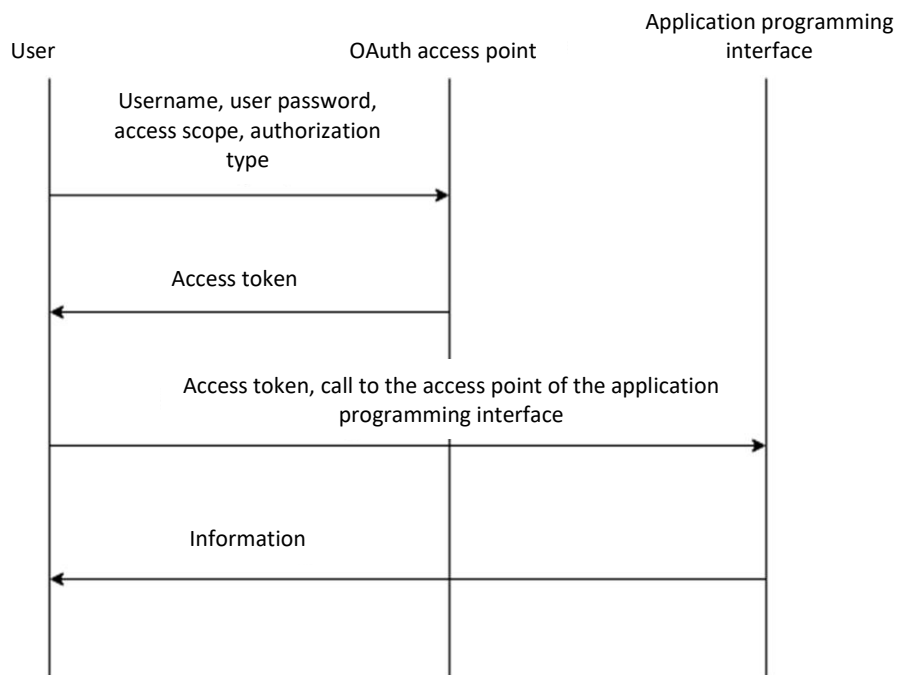 Application programming
interface
User
OAuth access point
Username, user password,
access scope, authorization
type
Access token
Access token, call to the access point of the application
programming interface
Information